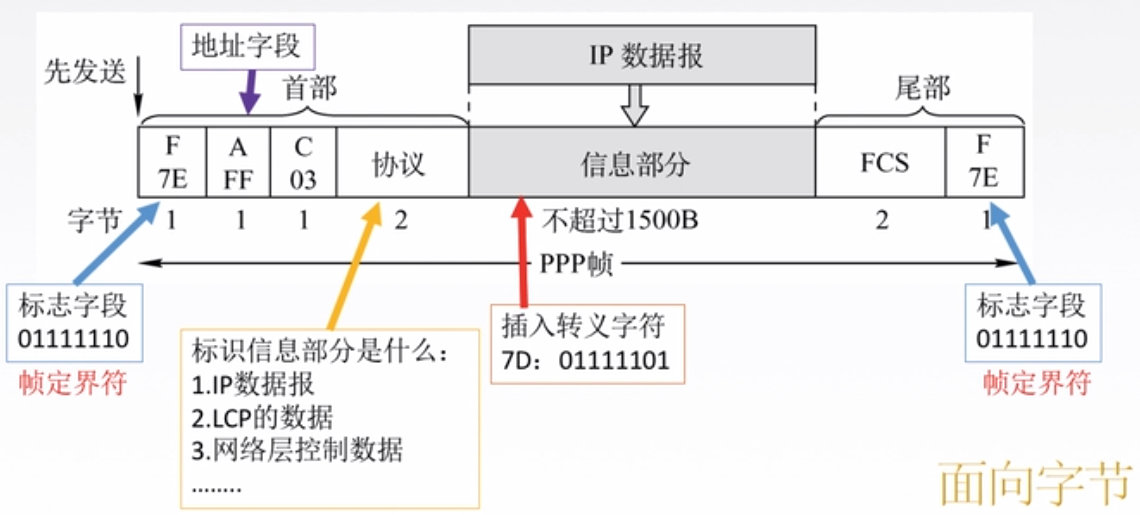 地址字段
IP 数据报
先发送
首部
尾部
F
7E
A
FF
C
03
协议
信息部分
FCS
F
7E
字节
1
1
1
2
不超过1500B
2
1
PPP帧
标志字段
01111110
帧定界符
标识信息部分是什么：
1.IP数据报
2.LCP的数据
3.网络层控制数据
........
插入转义字符
7D：01111101
标志字段
01111110
帧定界符
面向字节